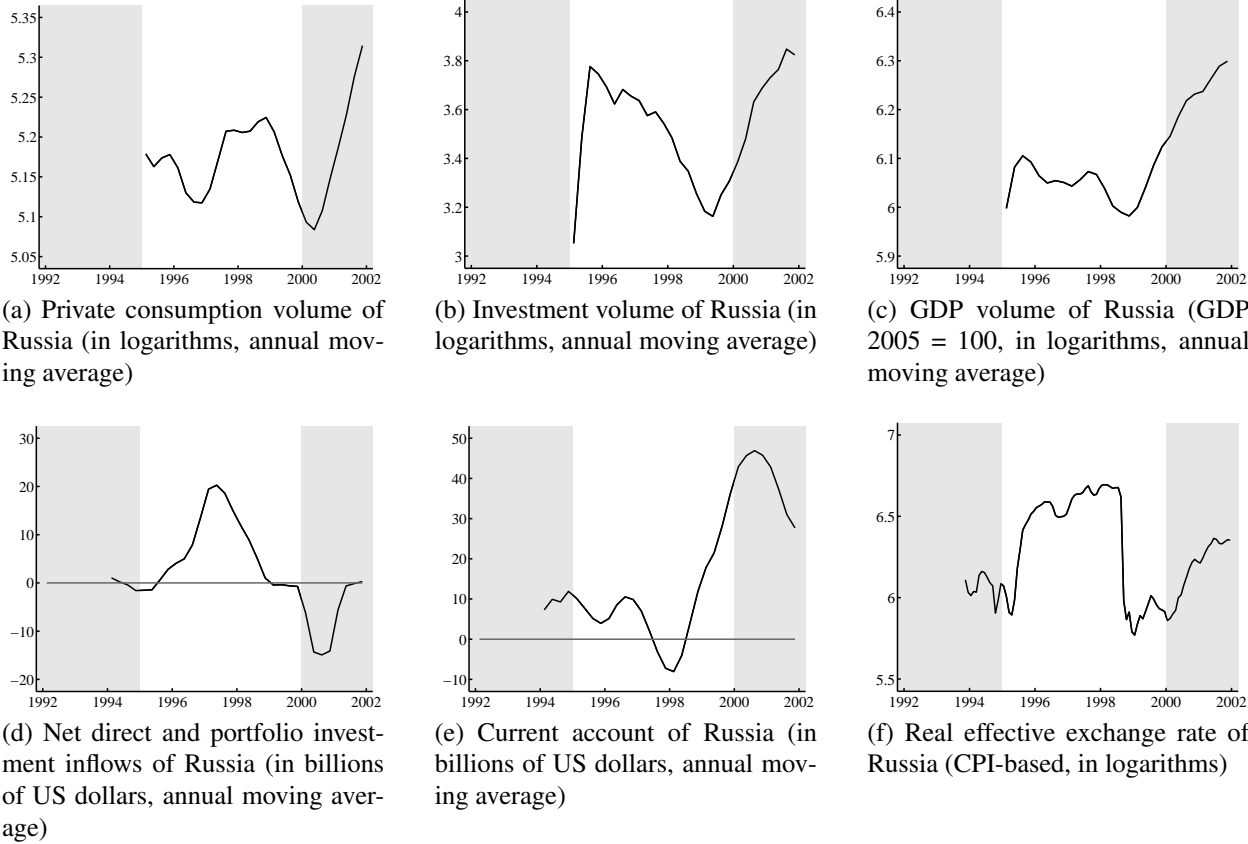 5.35
5.3
5.25
5.2
5.15
5.1
5.05
1992 1994 1996 1998 2000 2002
(a) Private consumption volume of
Russia (in logarithms, annual mov-
ing average)
4
3.8
3.6
3.4
3.2
3
1992 1994 1996 1998 2000 2002
(b) Investment volume of Russia (in
logarithms, annual moving average)
6.4
6.3
6.2
6.1
6
5.9
1992 1994 1996 1998 2000 2002
(c) GDP volume of Russia (GDP
2005 = 100, in logarithms, annual
moving average)
30
20
10
0
−10
−20
1992 1994 1996 1998 2000 2002
(d) Net direct and portfolio invest-
ment inflows of Russia (in billions
of US dollars, annual moving aver-
age)
50
40
30
20
10
0
−10
1992 1994 1996 1998 2000 2002
(e) Current account of Russia (in
billions of US dollars, annual mov-
ing average)
7
6.5
6
5.5
1992 1994 1996 1998 2000 2002
(f) Real effective exchange rate of
Russia (CPI-based, in logarithms)